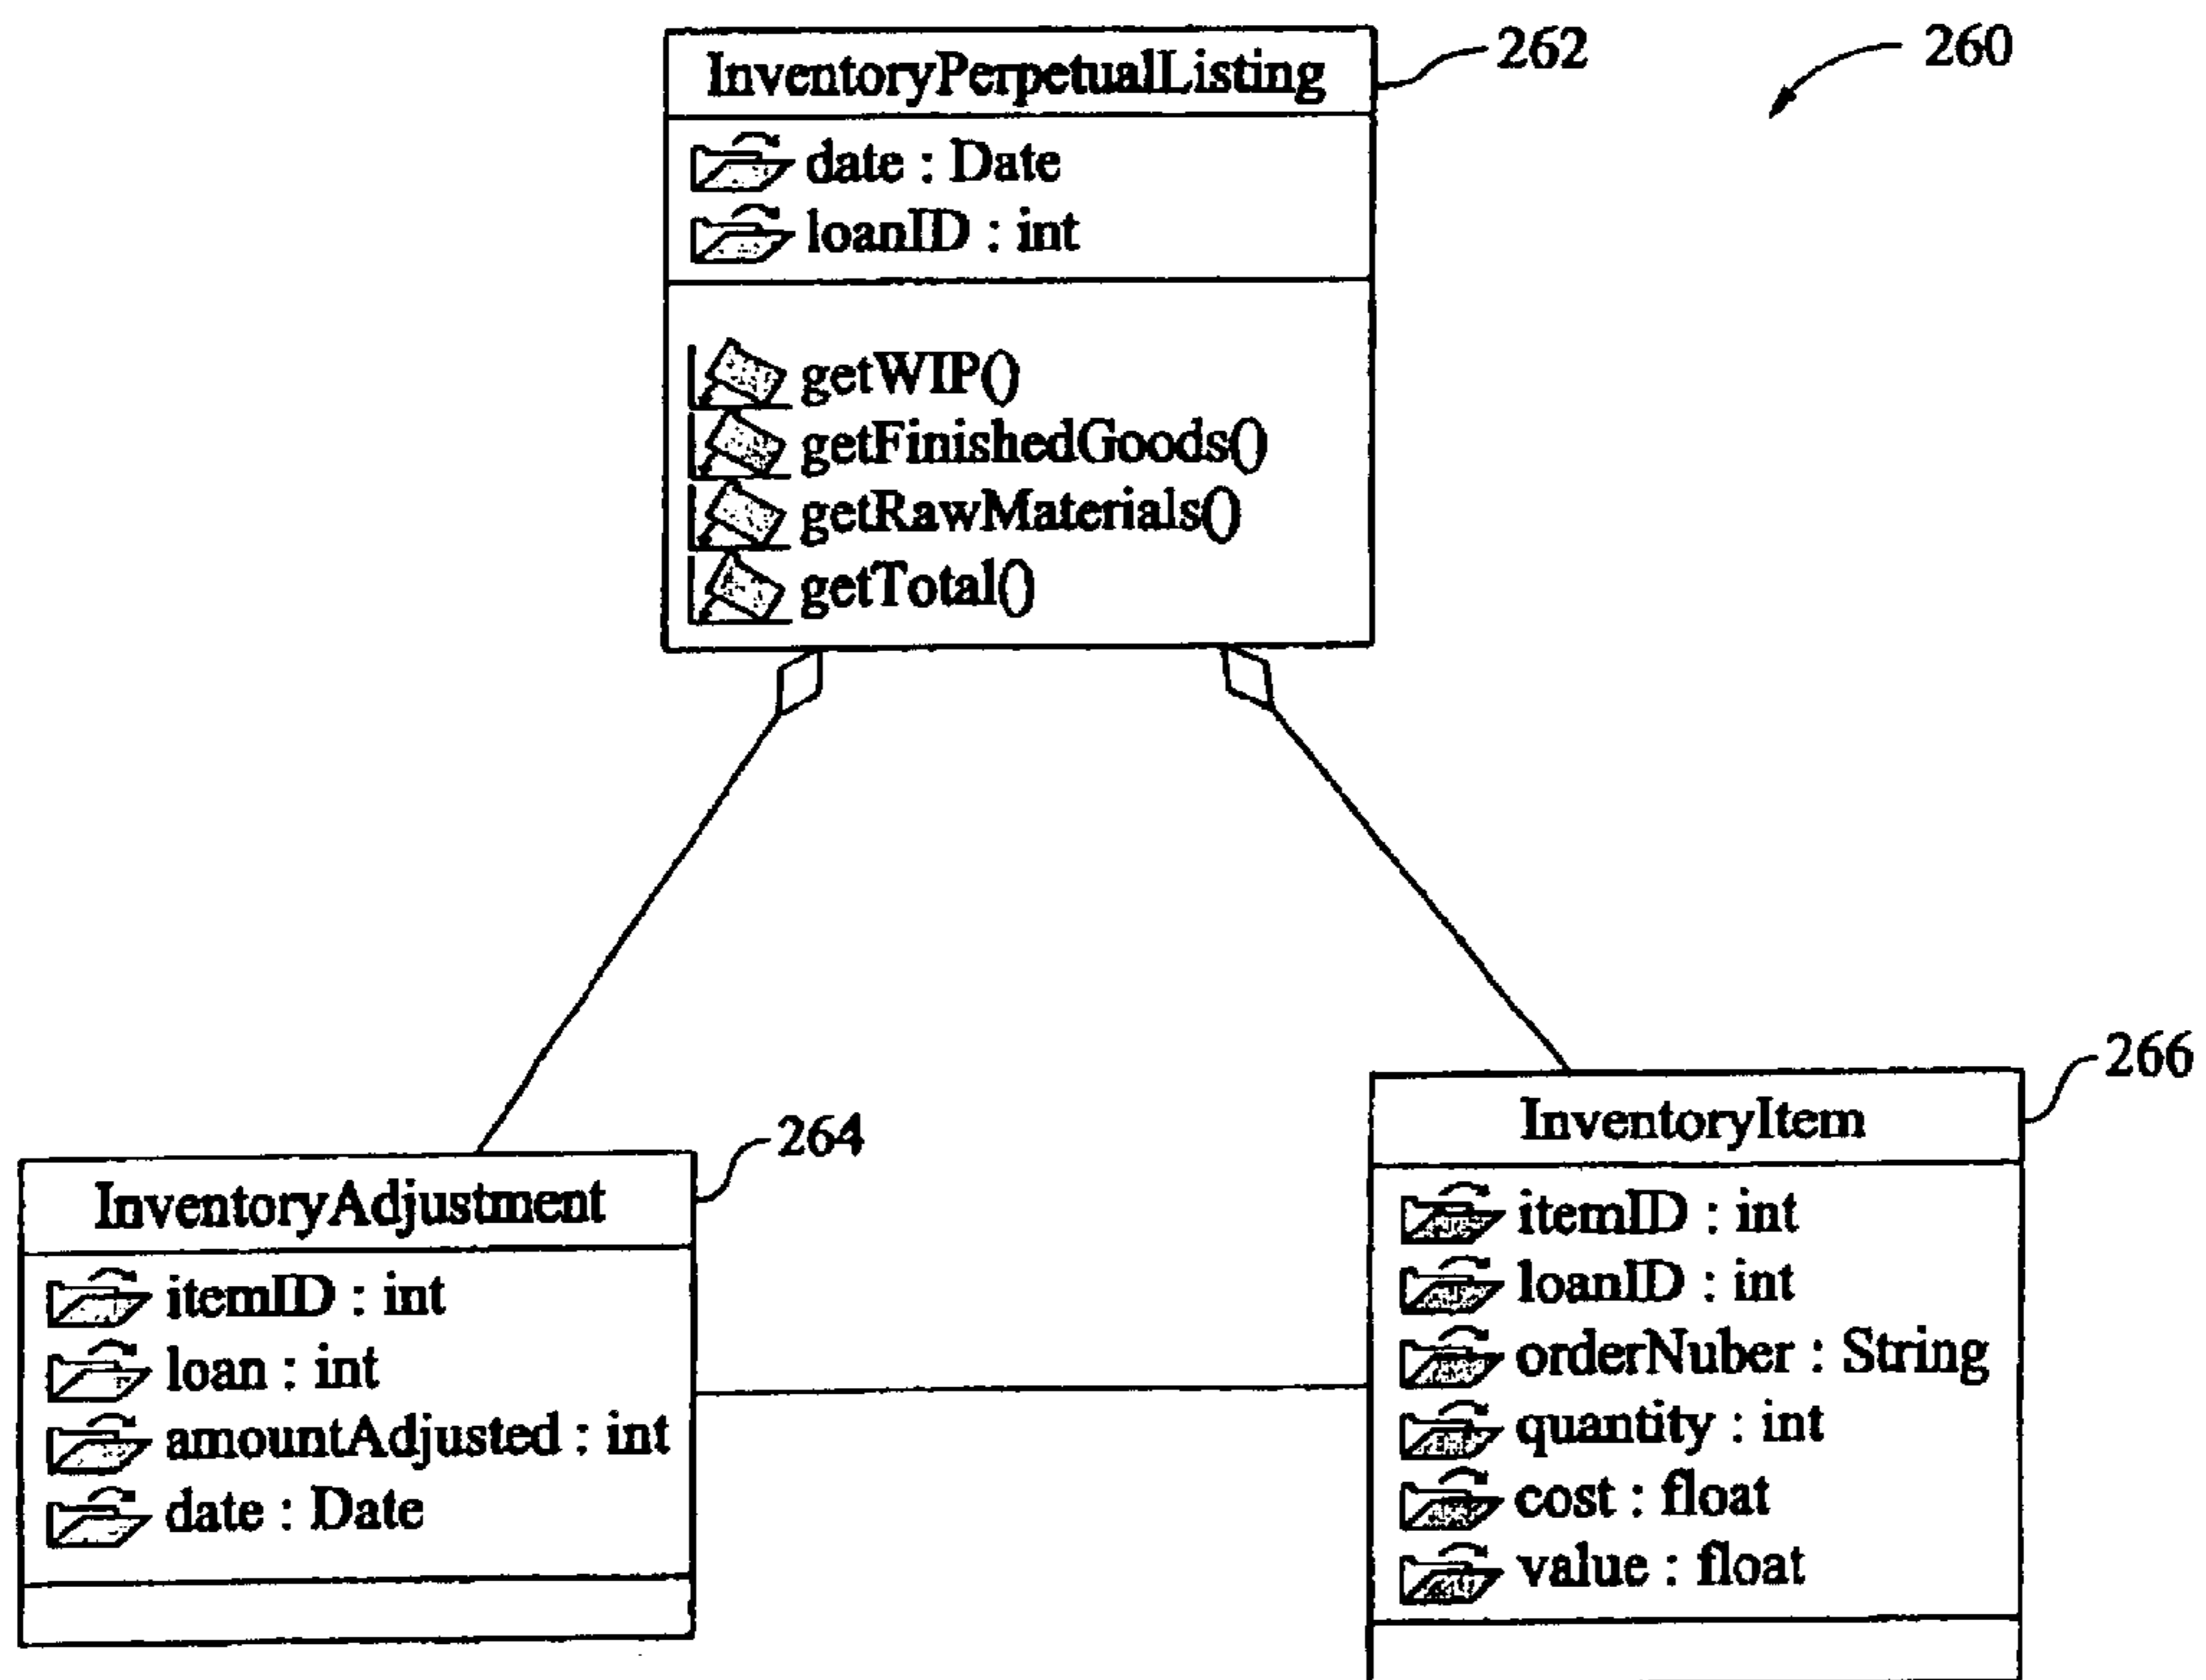 262
260
InventoryPerpetualListing
date : Date
loanID : int
getWIP()
getFinishedGoods()
getRawMaterials()
getTotal()
264
InventoryAdjustment
itemID : int
loan : int
amountAdjusted : int
date : Date
266
InventoryItem
itemID : int
loanID : int
orderNuber : String
quantity : int
cost : float
value : float